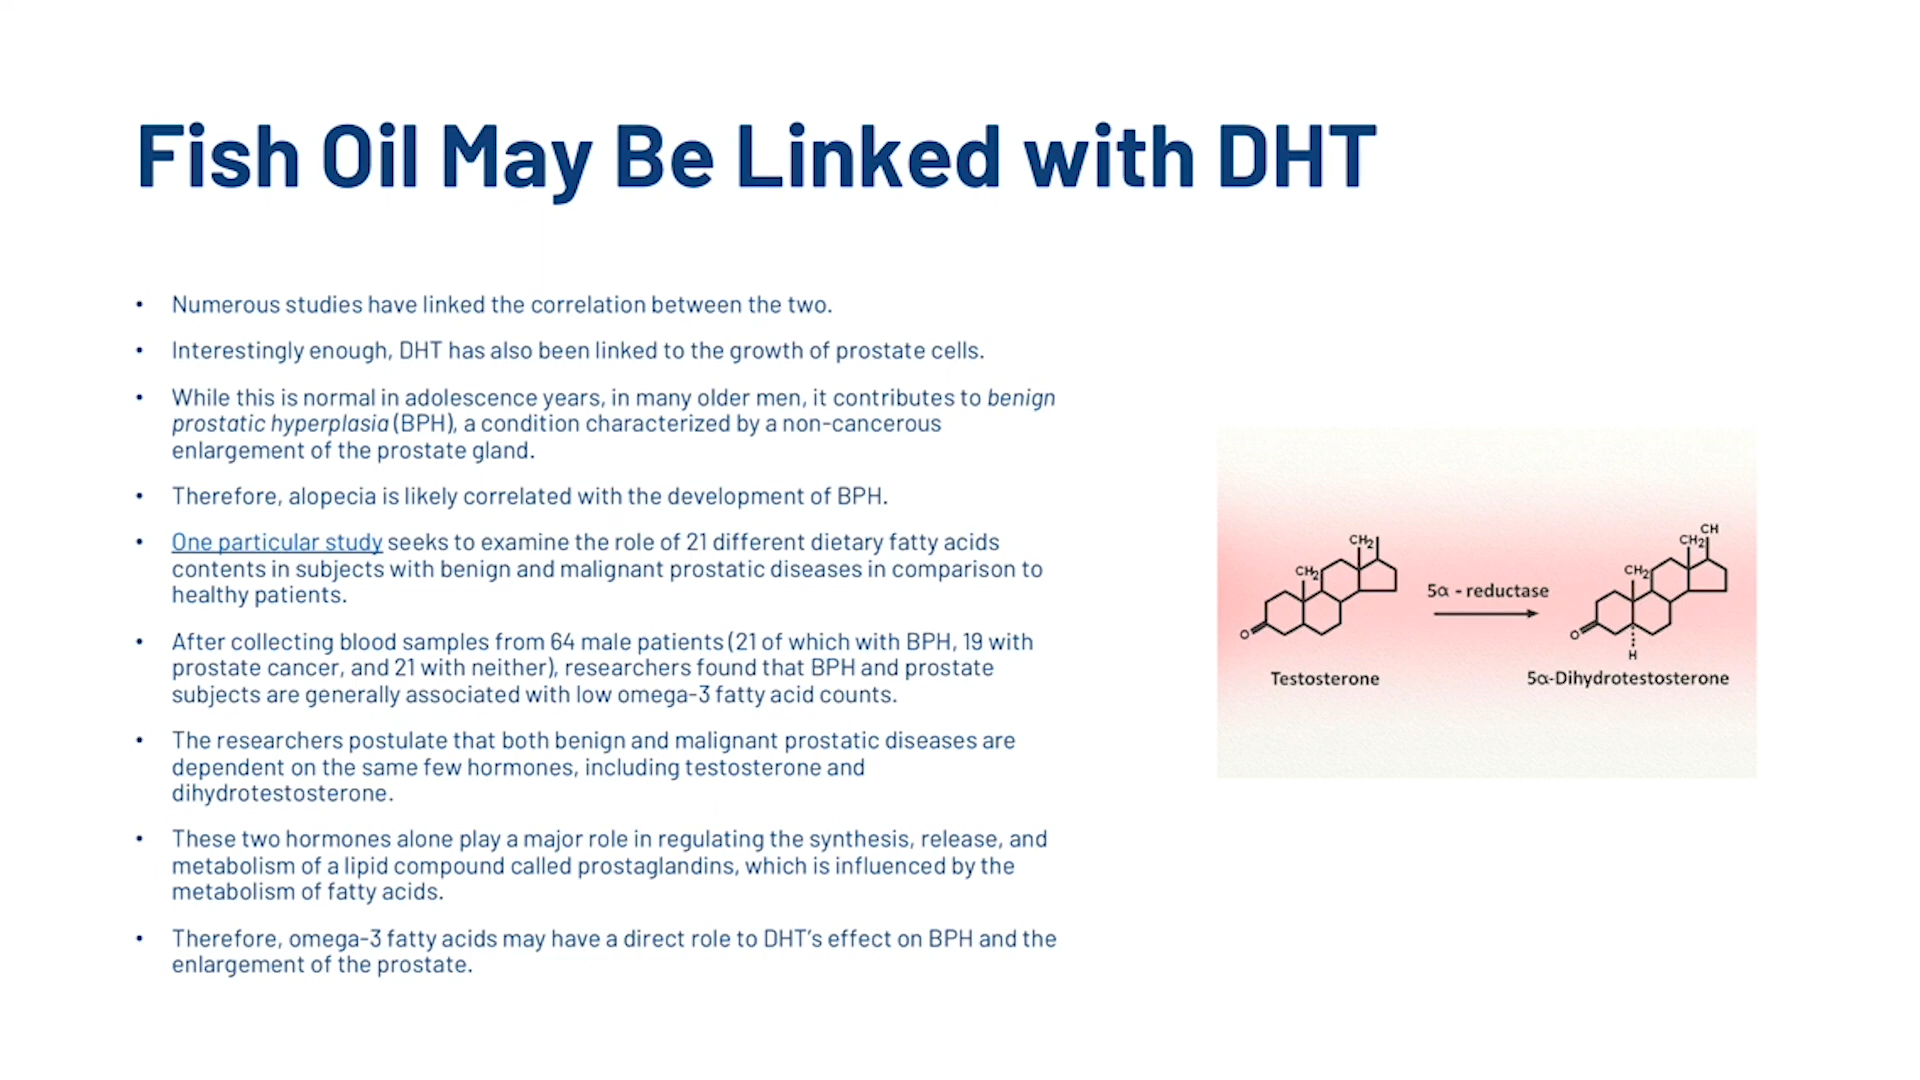 Fish Oil May Be Linked with DHT
• Numerous studies have linked the correlation between the two.
• Interestingly enough, DHT has also been linked to the growth of prostate cells.
• While this is normal in adolescence years, in many older men, it contributes to benign
prostatic hyperplasia (BPH), a condition characterized by a non-cancerous
enlargement of the prostate gland.
• Therefore, alopecia is likely correlated with the development of BPH.
• One particular study seeks to examine the role of 21 different dietary fatty acids
contents in subjects with benign and malignant prostatic diseases in comparison to
healthy patients.
• After collecting blood samples from 64 male patients (21 of which with BPH, 19 with
prostate cancer, and 21 with neither), researchers found that BPH and prostate
subjects are generally associated with low omega-3 fatty acid counts.
• The researchers postulate that both benign and malignant prostatic diseases are
dependent on the same few hormones, including testosterone and
dihydrotestosterone.
• These two hormones alone play a major role in regulating the synthesis, release, and
metabolism of a lipid compound called prostaglandins, which is influenced by the
metabolism of fatty acids.
• Therefore, omega-3 fatty acids may have a direct role to DHT's effect on BPH and the
enlargement of the prostate.
CH
CH2 CH2
CH2 CH2
5α - reductase
O O
H
Testosterone 5α-Dihydrotestosterone